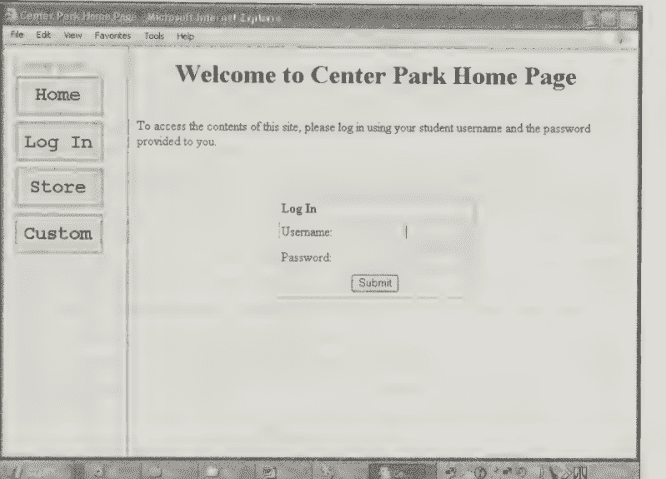 Center Park Home Page - Microsoft Internet Explorer
File Edit View Favorites Tools Help
Home
Log In
Store
Custom
Welcome to Center Park Home Page
To access the contents of this site, please log in using your student username and the password
provided to you.
Log In
Username:
Password:
Submit